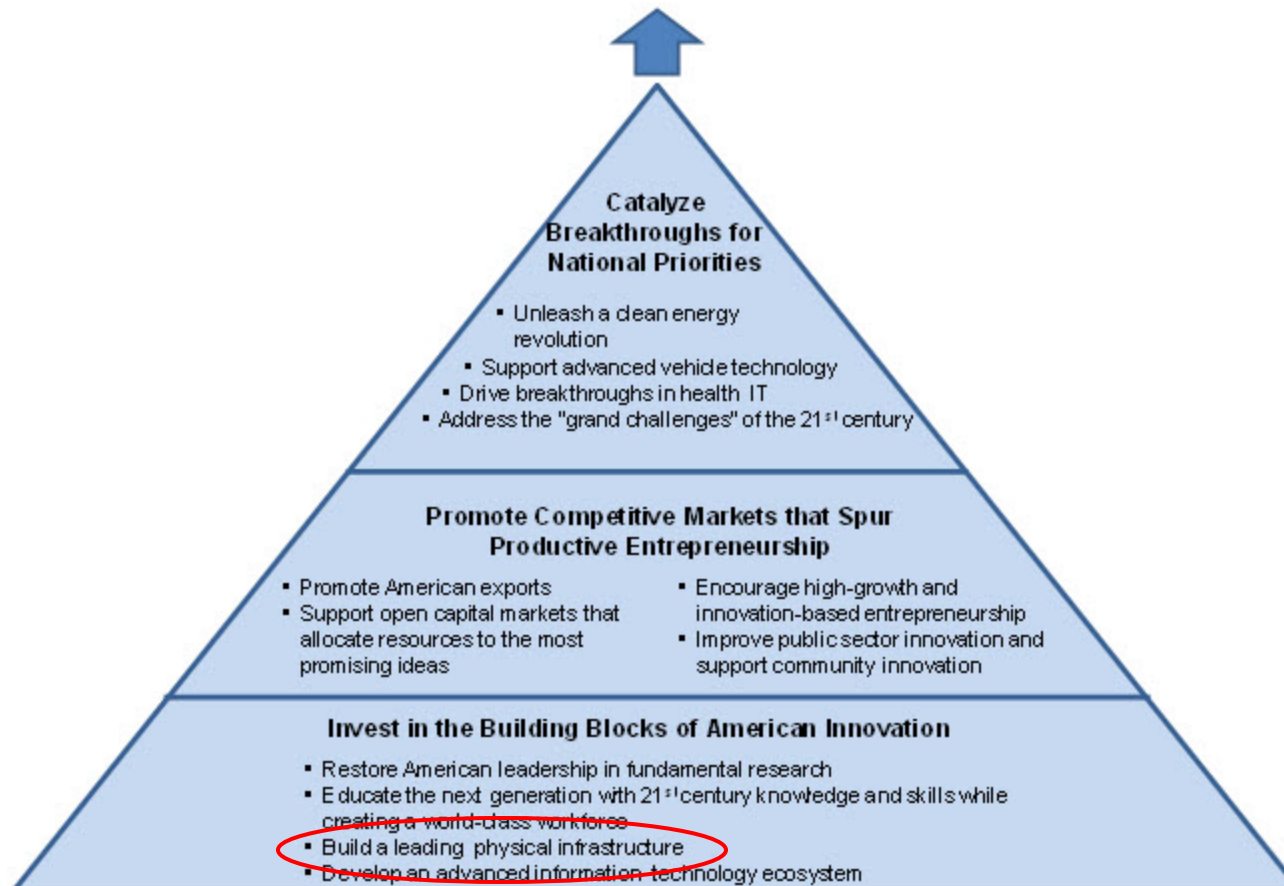 Catalyze
Breakthroughs for
National Priorities
▪ Unleash a clean energy
revolution
▪ Support advanced vehicle technology
▪ Drive breakthroughs in health IT
▪ Address the "grand challenges" of the 21st century
Promote Competitive Markets that Spur
Productive Entrepreneurship
▪ Promote American exports
▪ Support open capital markets that
allocate resources to the most
promising ideas
▪ Encourage high-growth and
innovation-based entrepreneurship
▪ Improve public sector innovation and
support community innovation
Invest in the Building Blocks of American Innovation
▪ Restore American leadership in fundamental research
▪ Educate the next generation with 21st century knowledge and skills while
creating a world-class workforce
▪ Build a leading physical infrastructure
▪ Develop an advanced information technology ecosystem